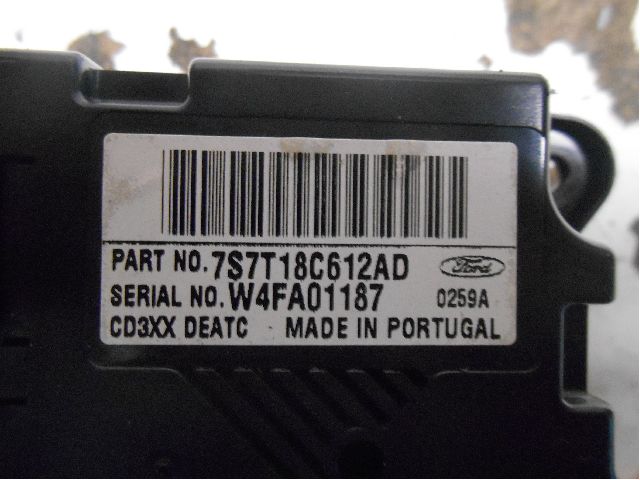 PART NO. 7S7T18C612AD Ford
SERIAL NO. W4FA01187 0259A
CD3XX DEATC MADE IN PORTUGAL